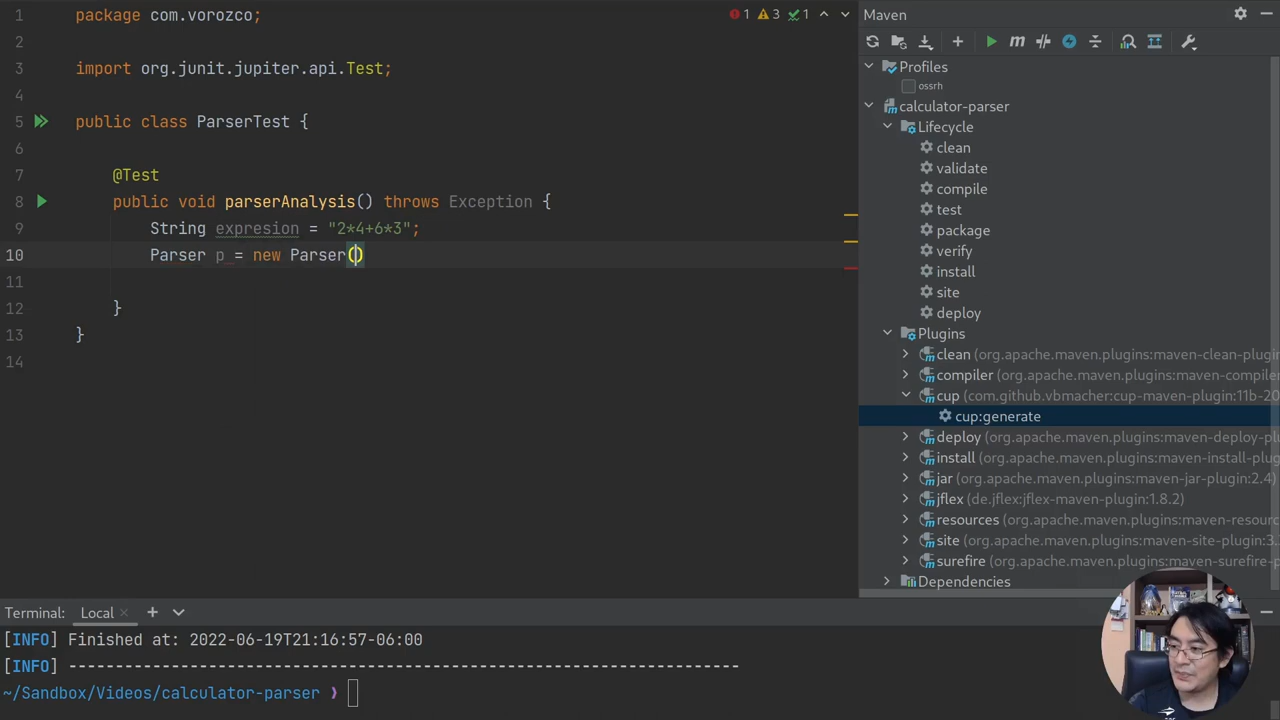 1 package com.vorozco;
1 3 1
2
3 import org.junit.jupiter.api.Test;
4
5 public class ParserTest {
6
7 @Test
8 public void parserAnalysis() throws Exception {
9 String expresion = "2*4+6*3";
10 Parser p = new Parser()
11
12 }
13 }
14
Maven
Profiles
ossrh
calculator-parser
Lifecycle
clean
validate
compile
test
package
verify
install
site
deploy
Plugins
clean (org.apache.maven.plugins:maven-clean-plugin
compiler (org.apache.maven.plugins:maven-compiler
cup (com.github.vbmacher:cup-maven-plugin:11b-20
cup:generate
deploy (org.apache.maven.plugins:maven-deploy-plu
install (org.apache.maven.plugins:maven-install-plug
jar (org.apache.maven.plugins:maven-jar-plugin:2.4)
jflex (de.jflex:jflex-maven-plugin:1.8.2)
resources (org.apache.maven.plugins:maven-resourc
site (org.apache.maven.plugins:maven-site-plugin:3.
surefire (org.apache.maven.plugins:maven-surefire-p
Dependencies
Terminal: Local
[INFO] Finished at: 2022-06-19T21:16:57-06:00
[INFO] ------------------------------------------------------------------------
~/Sandbox/Videos/calculator-parser ❯